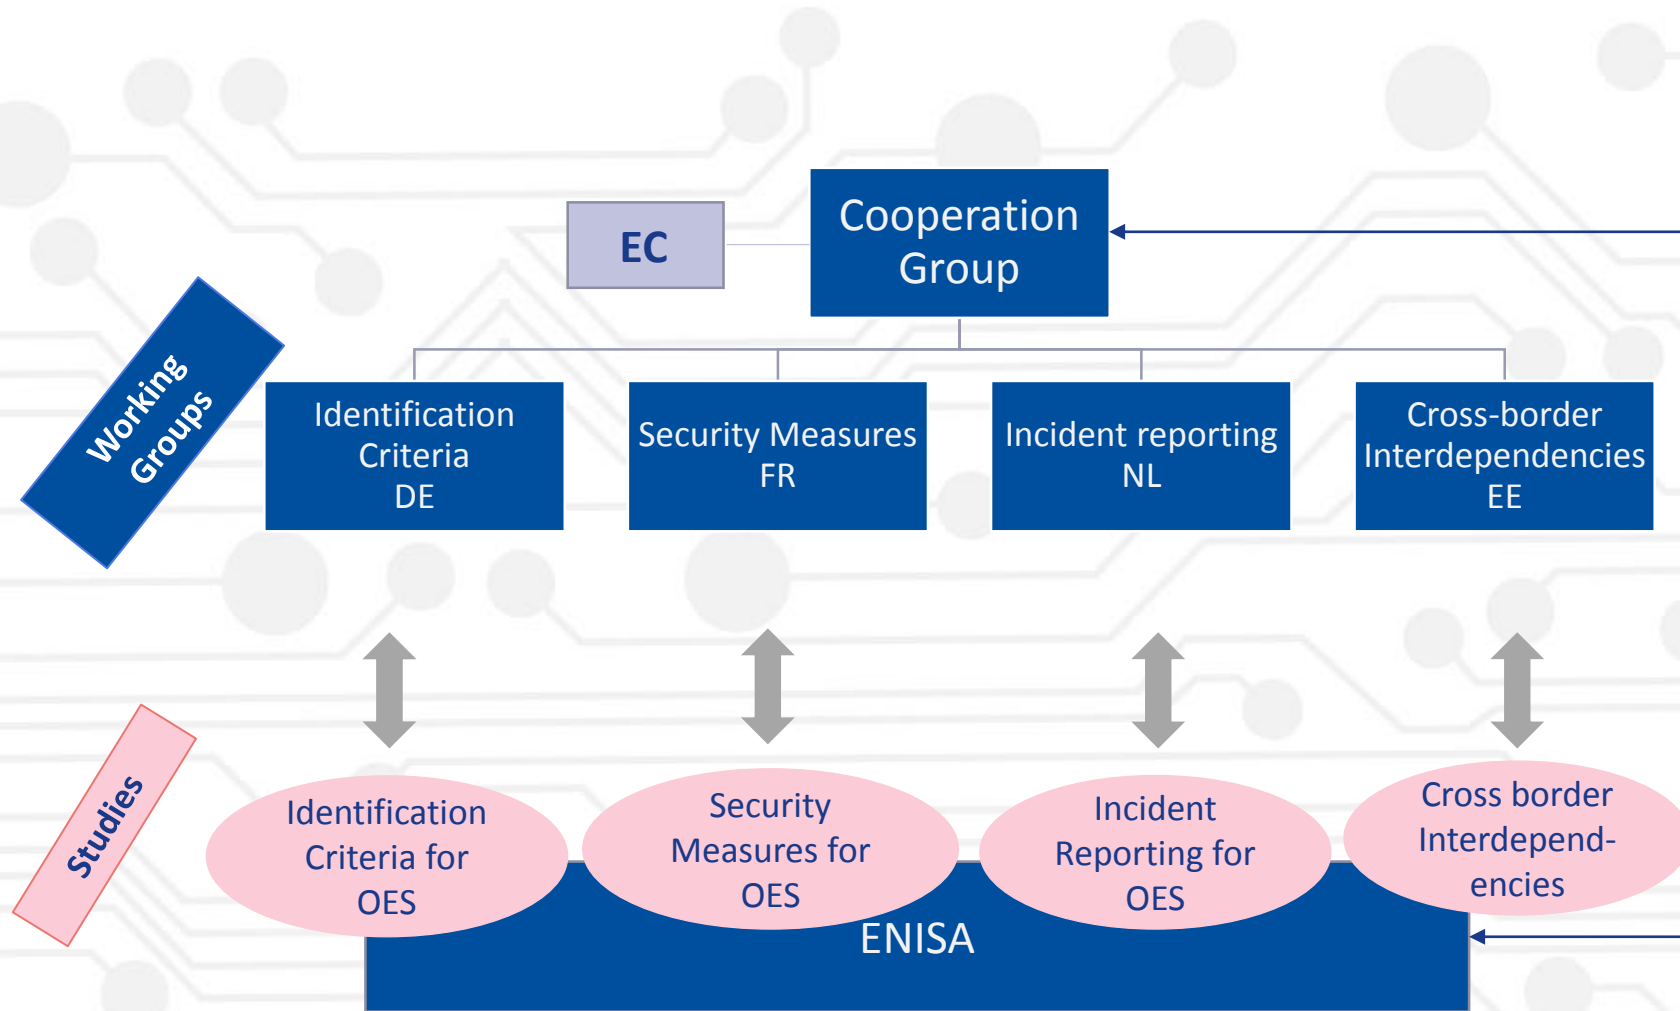 Cooperation
Group
EC
Working
Groups
Identification
Criteria
DE
Security Measures
FR
Incident reporting
NL
Cross-border
Interdependencies
EE
Studies
Identification
Criteria for
OES
Security
Measures for
OES
Incident
Reporting for
OES
Cross border
Interdepend-
encies
ENISA